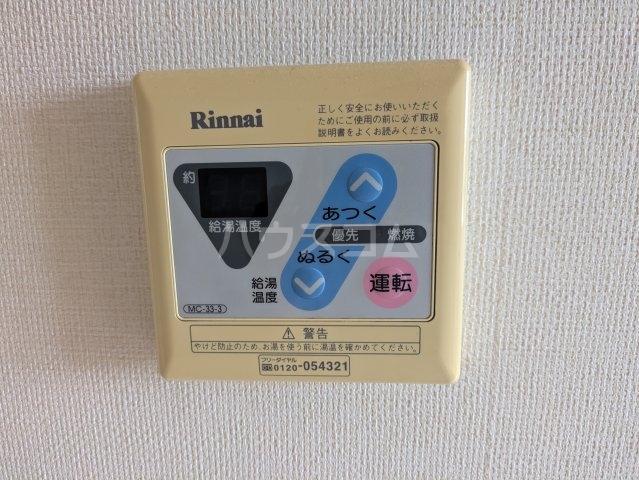 Rinnai
正しく安全にお使いいただく
ためにご使用の前に必ず取扱
説明書をよくお読みください。
約
給湯温度
あつく
優先 燃焼
ぬるく
給湯
温度
運転
MC-33-3
ハウスコム
警告
やけど防止のため、お湯を使う前に湯温を確かめてください。
フリーダイヤル
0120-054321